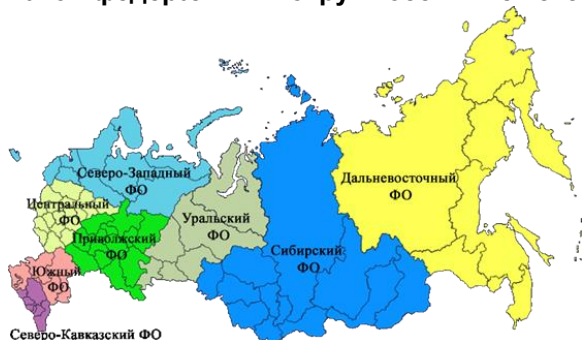 Северо-Западный
ФО
Дальневосточный
ФО
Центральный
ФО
Уральский
ФО
Приволжский
ФО
Сибирский
ФО
Южный
ФО
Северо-Кавказский ФО